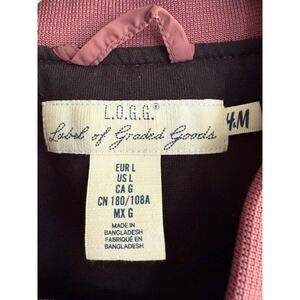 L.O.G.G.®
Label of Graded Goods
&M
EUR L
US L
CA G
CN 180/108A
MX G
MADE IN
BANGLADESH
FABRIQUÉ EN
BANGLADESH